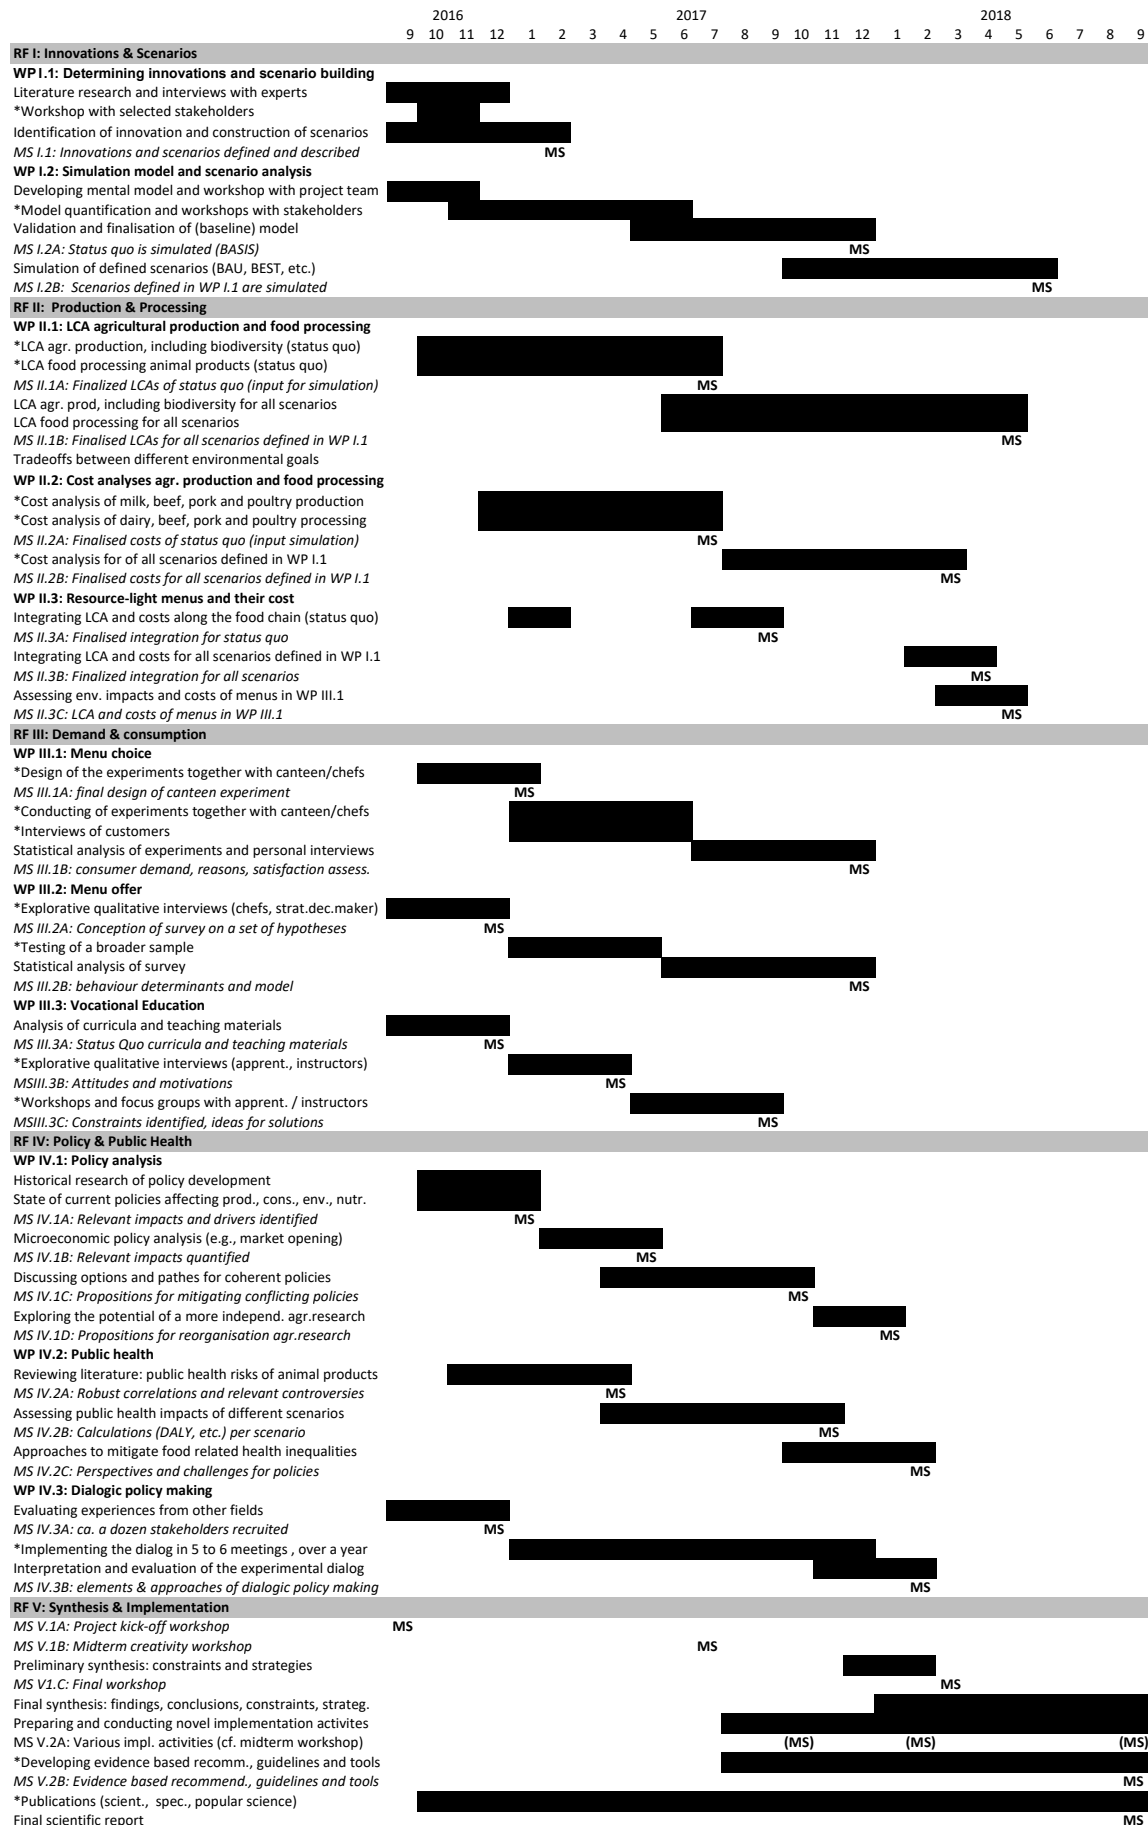 2016 2017 2018
9 10 11 12 1 2 3 4 5 6 7 8 9 10 11 12 1 2 3 4 5 6 7 8 9
RF I: Innovations & Scenarios
WP I.1: Determining innovations and scenario building
Literature research and interviews with experts
*Workshop with selected stakeholders
Identification of innovation and construction of scenarios
MS I.1: Innovations and scenarios defined and described MS
WP I.2: Simulation model and scenario analysis
Developing mental model and workshop with project team
*Model quantification and workshops with stakeholders
Validation and finalisation of (baseline) model
MS I.2A: Status quo is simulated (BASIS) MS
Simulation of defined scenarios (BAU, BEST, etc.)
MS I.2B: Scenarios defined in WP I.1 are simulated MS
RF II: Production & Processing
WP II.1: LCA agricultural production and food processing
*LCA agr. production, including biodiversity (status quo)
*LCA food processing animal products (status quo)
MS II.1A: Finalized LCAs of status quo (input for simulation) MS
LCA agr. prod, including biodiversity for all scenarios
LCA food processing for all scenarios
MS II.1B: Finalised LCAs for all scenarios defined in WP I.1 MS
Tradeoffs between different environmental goals
WP II.2: Cost analyses agr. production and food processing
*Cost analysis of milk, beef, pork and poultry production
*Cost analysis of dairy, beef, pork and poultry processing
MS II.2A: Finalised costs of status quo (input simulation) MS
*Cost analysis for of all scenarios defined in WP I.1
MS II.2B: Finalised costs for all scenarios defined in WP I.1 MS
WP II.3: Resource-light menus and their cost
Integrating LCA and costs along the food chain (status quo)
MS II.3A: Finalised integration for status quo MS
Integrating LCA and costs for all scenarios defined in WP I.1
MS II.3B: Finalized integration for all scenarios MS
Assessing env. impacts and costs of menus in WP III.1
MS II.3C: LCA and costs of menus in WP III.1 MS
RF III: Demand & consumption
WP III.1: Menu choice
*Design of the experiments together with canteen/chefs
MS III.1A: final design of canteen experiment MS
*Conducting of experiments together with canteen/chefs
*Interviews of customers
Statistical analysis of experiments and personal interviews
MS III.1B: consumer demand, reasons, satisfaction assess. MS
WP III.2: Menu offer
*Explorative qualitative interviews (chefs, strat.dec.maker)
MS III.2A: Conception of survey on a set of hypotheses MS
*Testing of a broader sample
Statistical analysis of survey
MS III.2B: behaviour determinants and model MS
WP III.3: Vocational Education
Analysis of curricula and teaching materials
MS III.3A: Status Quo curricula and teaching materials MS
*Explorative qualitative interviews (apprent., instructors)
MSIII.3B: Attitudes and motivations MS
*Workshops and focus groups with apprent. / instructors
MSIII.3C: Constraints identified, ideas for solutions MS
RF IV: Policy & Public Health
WP IV.1: Policy analysis
Historical research of policy development
State of current policies affecting prod., cons., env., nutr.
MS IV.1A: Relevant impacts and drivers identified MS
Microeconomic policy analysis (e.g., market opening)
MS IV.1B: Relevant impacts quantified MS
Discussing options and pathes for coherent policies
MS IV.1C: Propositions for mitigating conflicting policies MS
Exploring the potential of a more independ. agr.research
MS IV.1D: Propositions for reorganisation agr.research MS
WP IV.2: Public health
Reviewing literature: public health risks of animal products
MS IV.2A: Robust correlations and relevant controversies MS
Assessing public health impacts of different scenarios
MS IV.2B: Calculations (DALY, etc.) per scenario MS
Approaches to mitigate food related health inequalities
MS IV.2C: Perspectives and challenges for policies MS
WP IV.3: Dialogic policy making
Evaluating experiences from other fields
MS IV.3A: ca. a dozen stakeholders recruited MS
*Implementing the dialog in 5 to 6 meetings , over a year
Interpretation and evaluation of the experimental dialog
MS IV.3B: elements & approaches of dialogic policy making MS
RF V: Synthesis & Implementation
MS V.1A: Project kick-off workshop MS
MS V.1B: Midterm creativity workshop MS
Preliminary synthesis: constraints and strategies
MS V1.C: Final workshop MS
Final synthesis: findings, conclusions, constraints, strateg.
Preparing and conducting novel implementation activites
MS V.2A: Various impl. activities (cf. midterm workshop) (MS) (MS) (MS)
*Developing evidence based recomm., guidelines and tools
MS V.2B: Evidence based recommend., guidelines and tools MS
*Publications (scient., spec., popular science)
Final scientific report MS